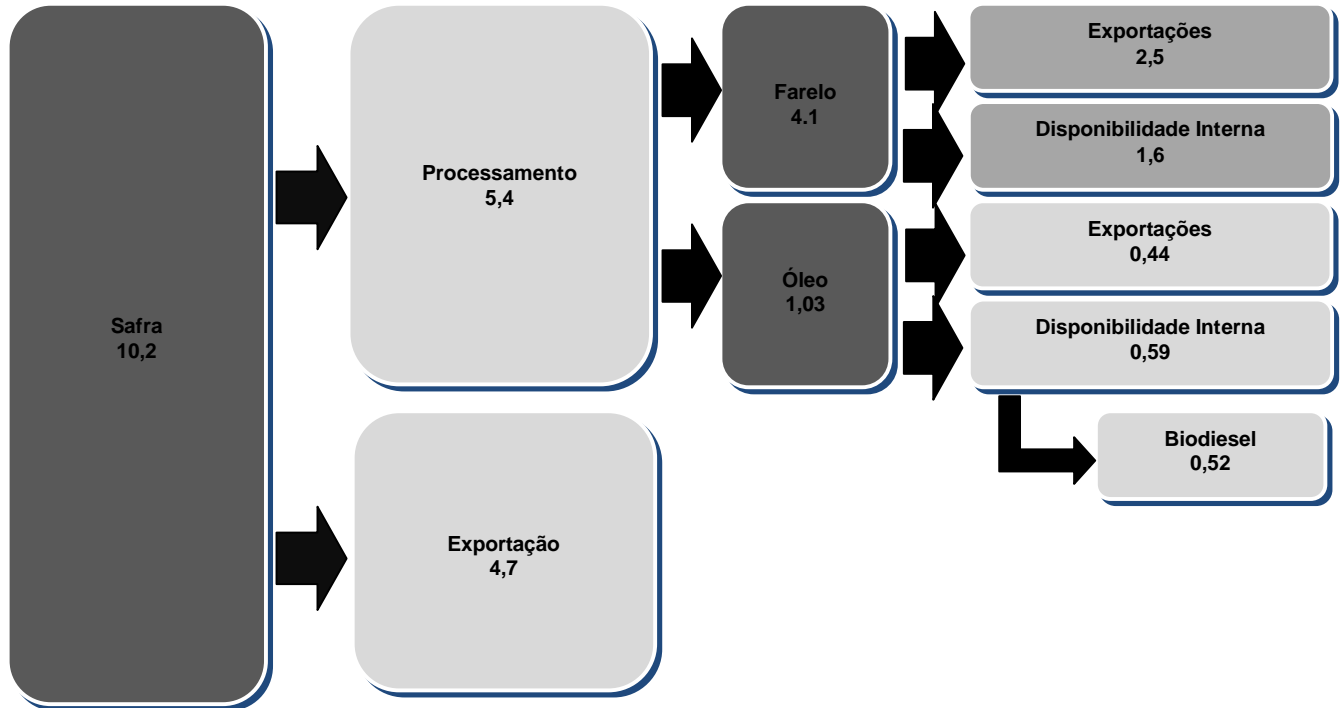 Safra
10,2
Processamento
5,4
Exportação
4,7
Farelo
4.1
Óleo
1,03
Exportações
2,5
Disponibilidade Interna
1,6
Exportações
0,44
Disponibilidade Interna
0,59
Biodiesel
0,52